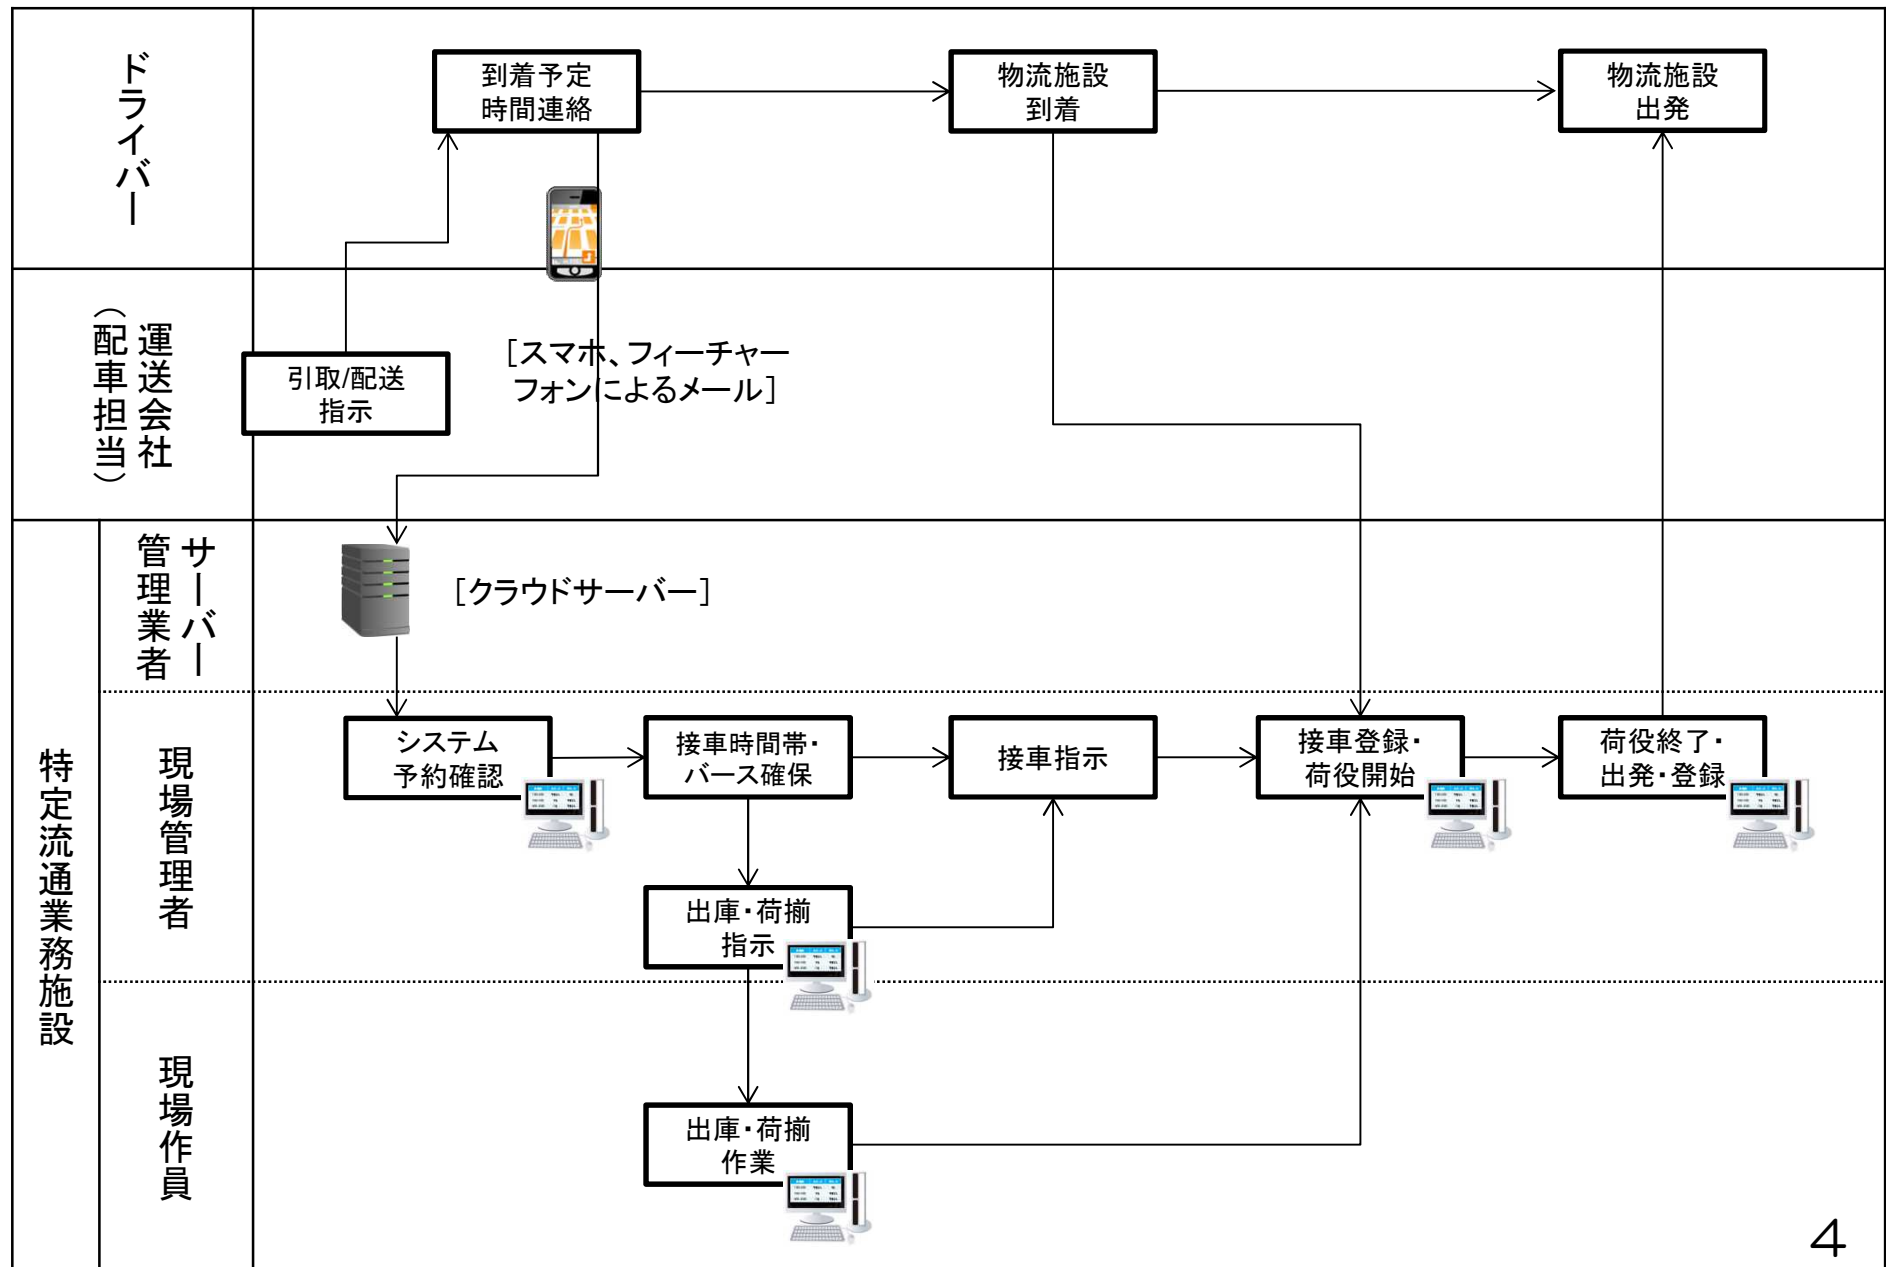 ドライバー
到着予定
時間連絡
物流施設
到着
物流施設
出発
運送会社
（配車担当）
引取/配送
指示
［スマホ、フィーチャー
フォンによるメール］
特定流通業務施設
サーバー
管理業者
［クラウドサーバー］
現場管理者
システム
予約確認
接車時間帯・
バース確保
接車指示
接車登録・
荷役開始
荷役終了・
出発・登録
出庫・荷揃
指示
現場作員
出庫・荷揃
作業
4